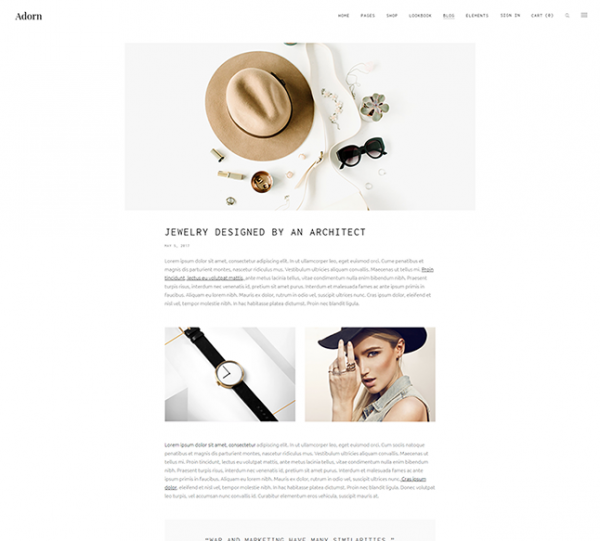 Adorn
HOME PAGES SHOP LOOKBOOK BLOG ELEMENTS SIGN IN CART (0)
JEWELRY DESIGNED BY AN ARCHITECT
MAY 5, 2017
Lorem ipsum dolor sit amet, consectetur adipiscing elit. In ut ullamcorper leo, eget euismod orci. Cum sociis natoque penatibus et
magnis dis parturient montes, nascetur ridiculus mus. Vestibulum ultricies aliquam convallis. Maecenas ut tellus mi. Proin
tincidunt, lectus eu volutpat mattis, ante metus lacinia tellus, vitae condimentum nulla enim bibendum nibh. Praesent
turpis risus, interdum nec venenatis id, pretium sit amet purus. Interdum et malesuada fames ac ante ipsum primis in
faucibus. Aliquam eu lorem nibh. Mauris ex dolor, rutrum in odio vel, suscipit ultrices nunc. Cras ipsum dolor, eleifend et
nisl vel, tempor molestie nibh. In hac habitasse platea dictumst. Proin nec blandit ligula.
Lorem ipsum dolor sit amet, consectetur adipiscing elit. In ut ullamcorper leo, eget euismod orci. Cum sociis natoque
penatibus et magnis dis parturient montes, nascetur ridiculus mus. Vestibulum ultricies aliquam convallis. Maecenas ut
tellus mi. Proin tincidunt, lectus eu volutpat mattis, ante metus lacinia tellus, vitae condimentum nulla enim bibendum
nibh. Praesent turpis risus, interdum nec venenatis id, pretium sit amet purus. Interdum et malesuada fames ac ante
ipsum primis in faucibus. Aliquam eu lorem nibh. Mauris ex dolor, rutrum in odio vel, suscipit ultrices nunc. Cras ipsum
dolor, eleifend et nisl vel, tempor molestie nibh. In hac habitasse platea dictumst. Proin nec blandit ligula. Donec volutpat
leo turpis, vel accumsan nunc convallis id. Curabitur elementum eros vehicula, suscipit mauris et.
“WAR AND MARKETING HAVE MANY SIMILARITIES.”